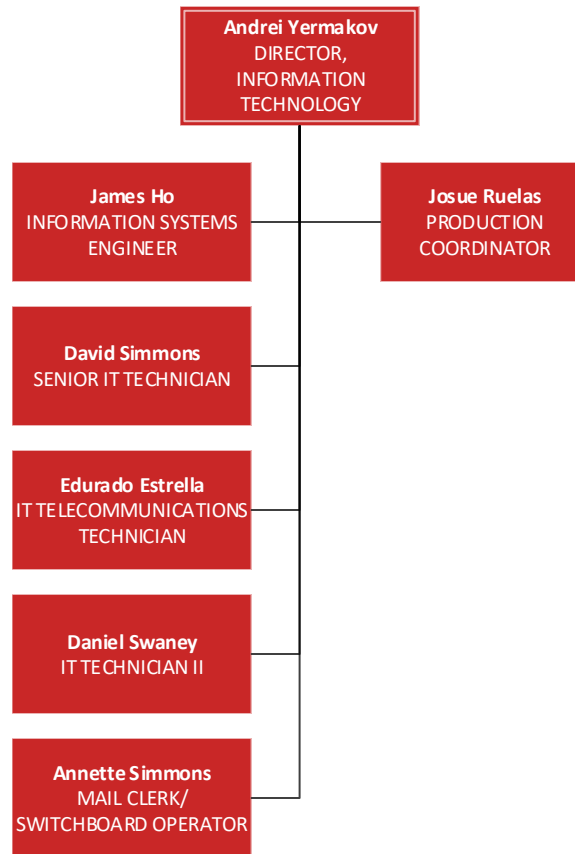 Andrei Yermakov
DIRECTOR,
INFORMATION
TECHNOLOGY
James Ho
INFORMATION SYSTEMS
ENGINEER
Josue Ruelas
PRODUCTION
COORDINATOR
David Simmons
SENIOR IT TECHNICIAN
Edurado Estrella
IT TELECOMMUNICATIONS
TECHNICIAN
Daniel Swaney
IT TECHNICIAN II
Annette Simmons
MAIL CLERK/
SWITCHBOARD OPERATOR